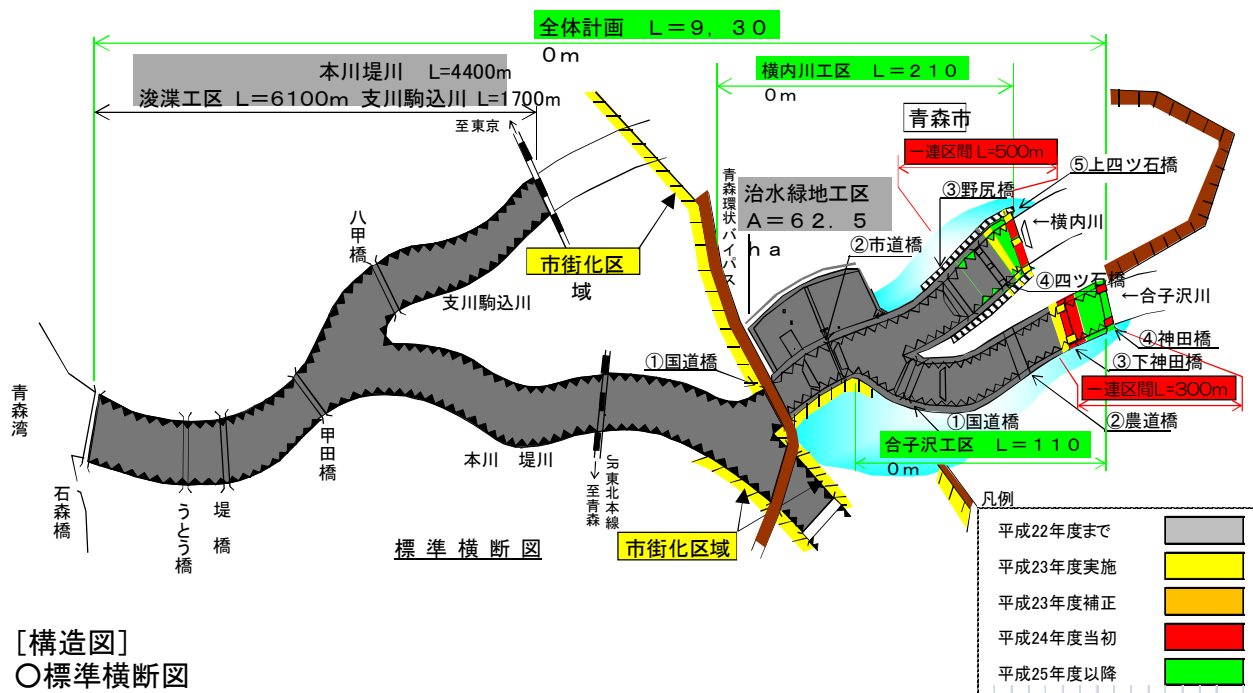 全体計画 L=9,30
0m
本川堤川 L=4400m
浚渫工区 L=6100m 支川駒込川 L=1700m
横内川工区 L=210
0m
至東京
青森市
一連区間 L=500m
⑤上四ツ石橋
③野尻橋
←横内川
青森環状バイパス
治水緑地工区
A=62.5
ha
②市道橋
④四ツ石橋
←合子沢川
八甲橋
市街化区
域
支川駒込川
④神田橋
③下神田橋
①国道橋
一連区間L=300m
②農道橋
①国道橋
合子沢工区 L=110
0m
青森湾
石森橋
うとう橋
堤橋
甲田橋
本川 堤川
JR東北本線
至青森
標準横断図
市街化区域
凡例
平成22年度まで
平成23年度実施
平成23年度補正
平成24年度当初
平成25年度以降
[構造図]
〇標準横断図